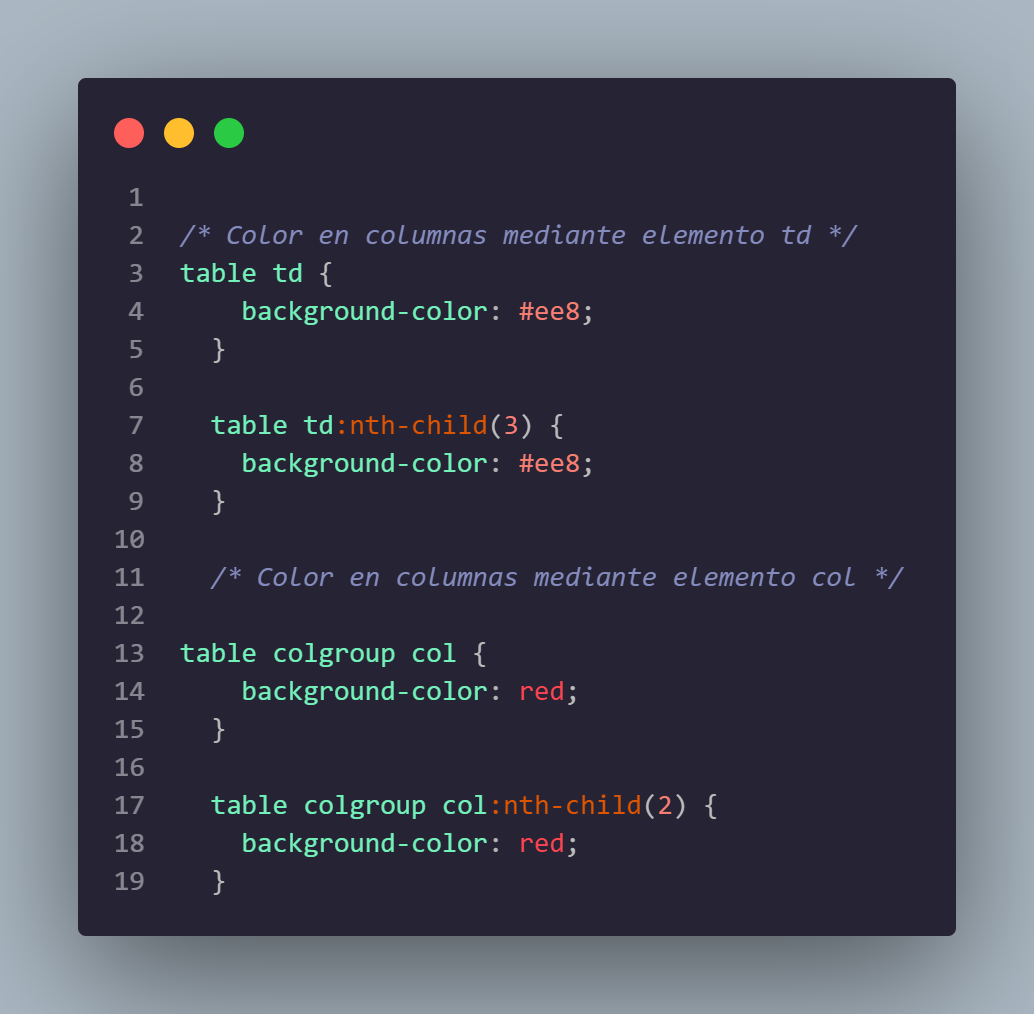 1
2 /* Color en columnas mediante elemento td */
3 table td {
4     background-color: #ee8;
5   }
6
7   table td:nth-child(3) {
8     background-color: #ee8;
9   }
10
11   /* Color en columnas mediante elemento col */
12
13 table colgroup col {
14     background-color: red;
15   }
16
17   table colgroup col:nth-child(2) {
18     background-color: red;
19   }